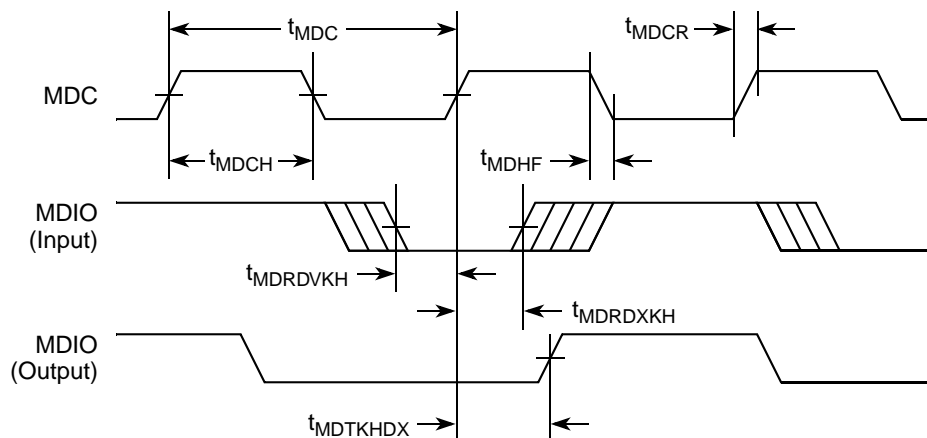 tMDC
tMDCR
MDC
tMDCH
tMDHF
MDIO
(Input)
tMDRDVKH
tMDRDXKH
MDIO
(Output)
tMDTKHDX